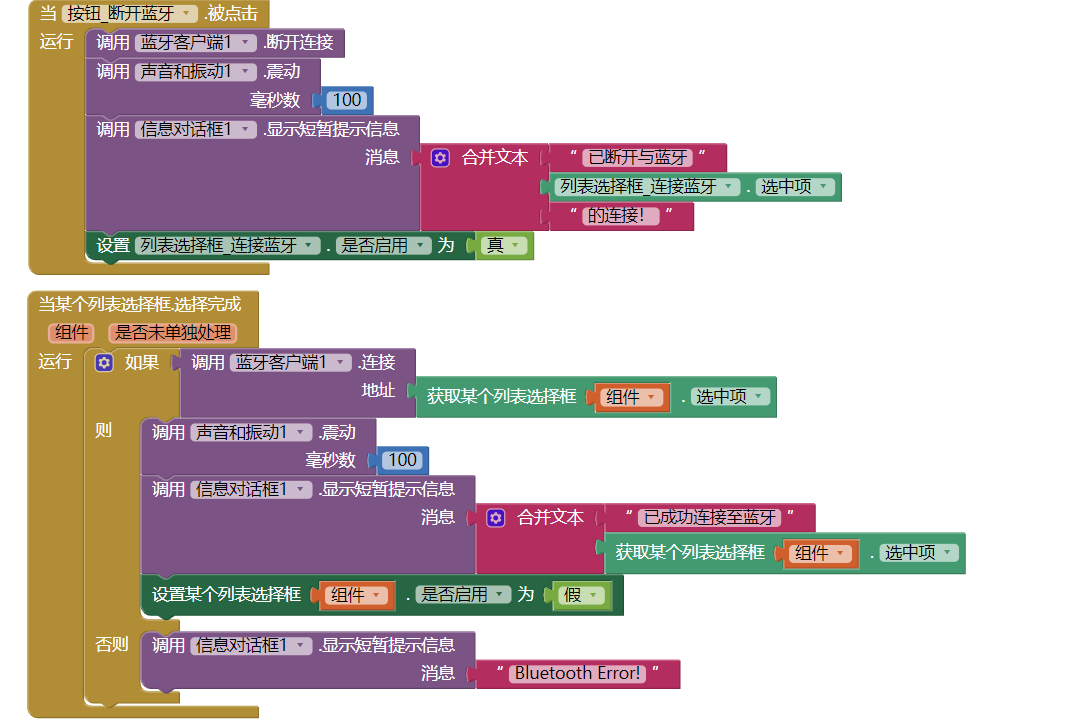 当 按钮_断开蓝牙 .被点击
运行 调用 蓝牙客户端1 .断开连接
调用 声音和振动1 .震动
毫秒数 100
调用 信息对话框1 .显示短暂提示信息
消息 合并文本 “ 已断开与蓝牙 ”
列表选择框_连接蓝牙 . 选中项
“ 的连接! ”
设置 列表选择框_连接蓝牙 . 是否启用 为 真
当某个列表选择框.选择完成
组件 是否未单独处理
运行 如果 调用 蓝牙客户端1 .连接
地址 获取某个列表选择框 组件 . 选中项
则 调用 声音和振动1 .震动
毫秒数 100
调用 信息对话框1 .显示短暂提示信息
消息 合并文本 “ 已成功连接至蓝牙 ”
获取某个列表选择框 组件 . 选中项
设置某个列表选择框 组件 . 是否启用 为 假
否则 调用 信息对话框1 .显示短暂提示信息
消息 “ Bluetooth Error! ”